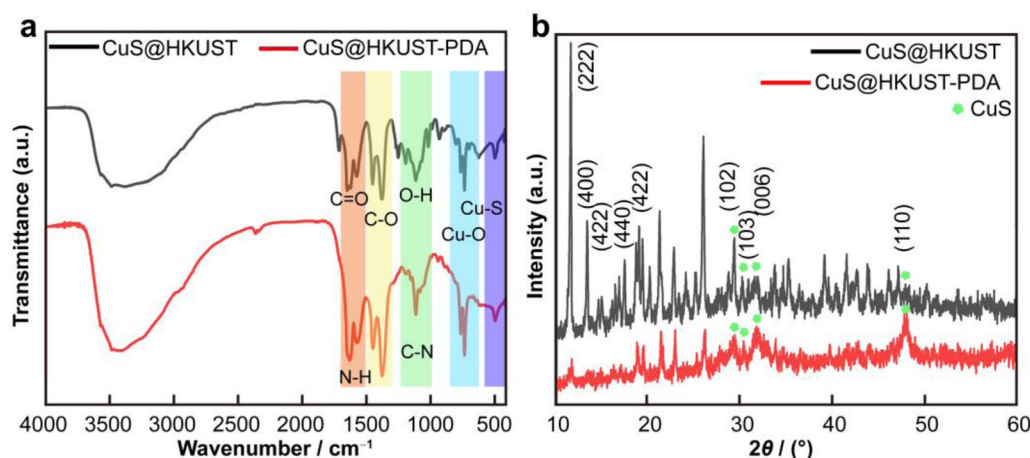 a
CuS@HKUST CuS@HKUST-PDA
C=O
C-O
O-H
Cu-O
Cu-S
N-H
C-N
Transmittance (a.u.)
4000 3500 3000 2500 2000 1500 1000 500
Wavenumber / cm⁻¹
b
CuS@HKUST
CuS@HKUST-PDA
CuS
(222)
(400)
(422)
(440)
(422)
(102)
(103)
(006)
(110)
Intensity (a.u.)
10 20 30 40 50 60
2θ / (°)